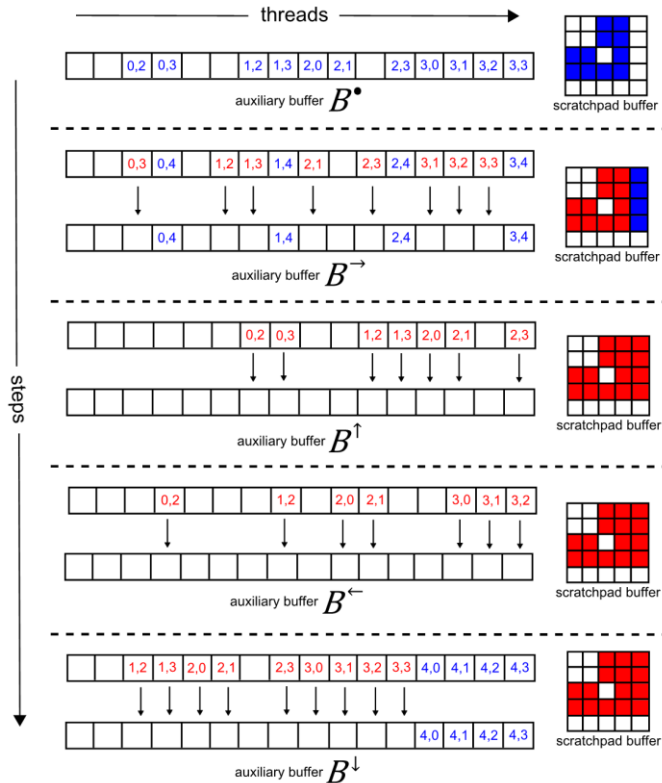 threads
steps
0,2 0,3 1,2 1,3 2,0 2,1 2,3 3,0 3,1 3,2 3,3
auxiliary buffer B•
scratchpad buffer
0,3 0,4 1,2 1,3 1,4 2,1 2,3 2,4 3,1 3,2 3,3 3,4
0,4 1,4 2,4 3,4
auxiliary buffer B→
scratchpad buffer
0,2 0,3 1,2 1,3 2,0 2,1 2,3
auxiliary buffer B↑
scratchpad buffer
0,2 1,2 2,0 2,1 3,0 3,1 3,2
auxiliary buffer B←
scratchpad buffer
1,2 1,3 2,0 2,1 2,3 3,0 3,1 3,2 3,3 4,0 4,1 4,2 4,3
4,0 4,1 4,2 4,3
auxiliary buffer B↓
scratchpad buffer